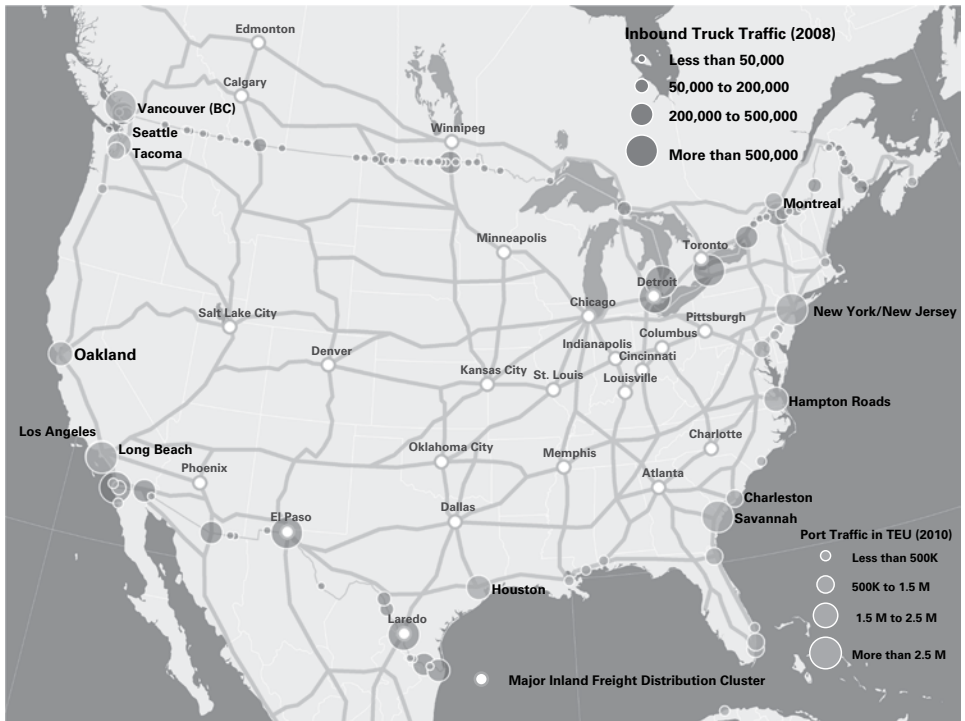 Edmonton
Inbound Truck Traffic (2008)
Less than 50,000
50,000 to 200,000
200,000 to 500,000
More than 500,000
Calgary
Vancouver (BC)
Seattle
Tacoma
Winnipeg
Montreal
Minneapolis
Toronto
Detroit
Chicago
Salt Lake City
New York/New Jersey
Pittsburgh
Columbus
Indianapolis
Cincinnati
Oakland
Denver
Kansas City
St. Louis
Louisville
Hampton Roads
Los Angeles
Long Beach
Phoenix
Oklahoma City
Memphis
Charlotte
Atlanta
El Paso
Dallas
Charleston
Savannah
Port Traffic in TEU (2010)
Less than 500K
500K to 1.5 M
1.5 M to 2.5 M
More than 2.5 M
Houston
Laredo
Major Inland Freight Distribution Cluster